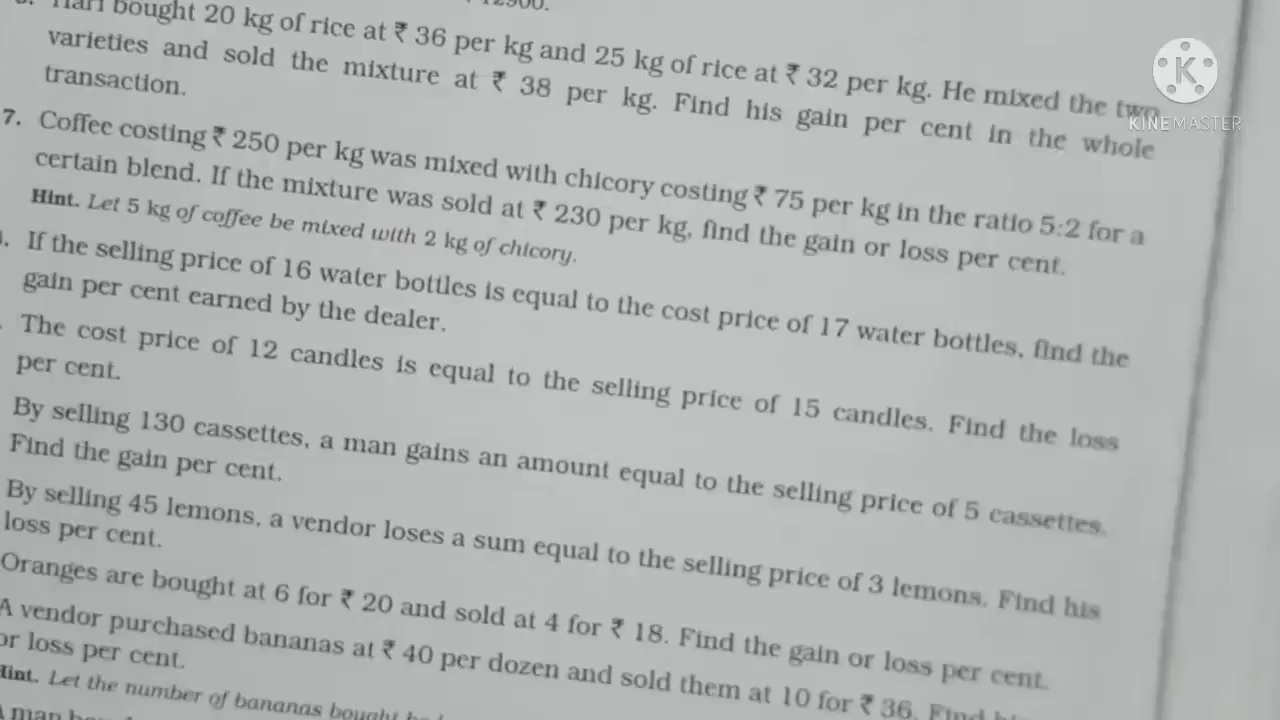 12900.
Hari bought 20 kg of rice at ₹ 36 per kg and 25 kg of rice at ₹ 32 per kg. He mixed the two
varieties and sold the mixture at ₹ 38 per kg. Find his gain per cent in the whole
transaction.
KINEMASTER
7. Coffee costing ₹ 250 per kg was mixed with chicory costing ₹ 75 per kg in the ratio 5:2 for a
certain blend. If the mixture was sold at ₹ 230 per kg, find the gain or loss per cent.
Hint. Let 5 kg of coffee be mixed with 2 kg of chicory.
If the selling price of 16 water bottles is equal to the cost price of 17 water bottles, find the
gain per cent earned by the dealer.
The cost price of 12 candles is equal to the selling price of 15 candles. Find the loss
per cent.
By selling 130 cassettes, a man gains an amount equal to the selling price of 5 cassettes.
Find the gain per cent.
By selling 45 lemons, a vendor loses a sum equal to the selling price of 3 lemons. Find his
loss per cent.
Oranges are bought at 6 for ₹ 20 and sold at 4 for ₹ 18. Find the gain or loss per cent.
A vendor purchased bananas at ₹ 40 per dozen and sold them at 10 for ₹ 36. Find
or loss per cent.
Hint. Let the number of bananas bought
A man